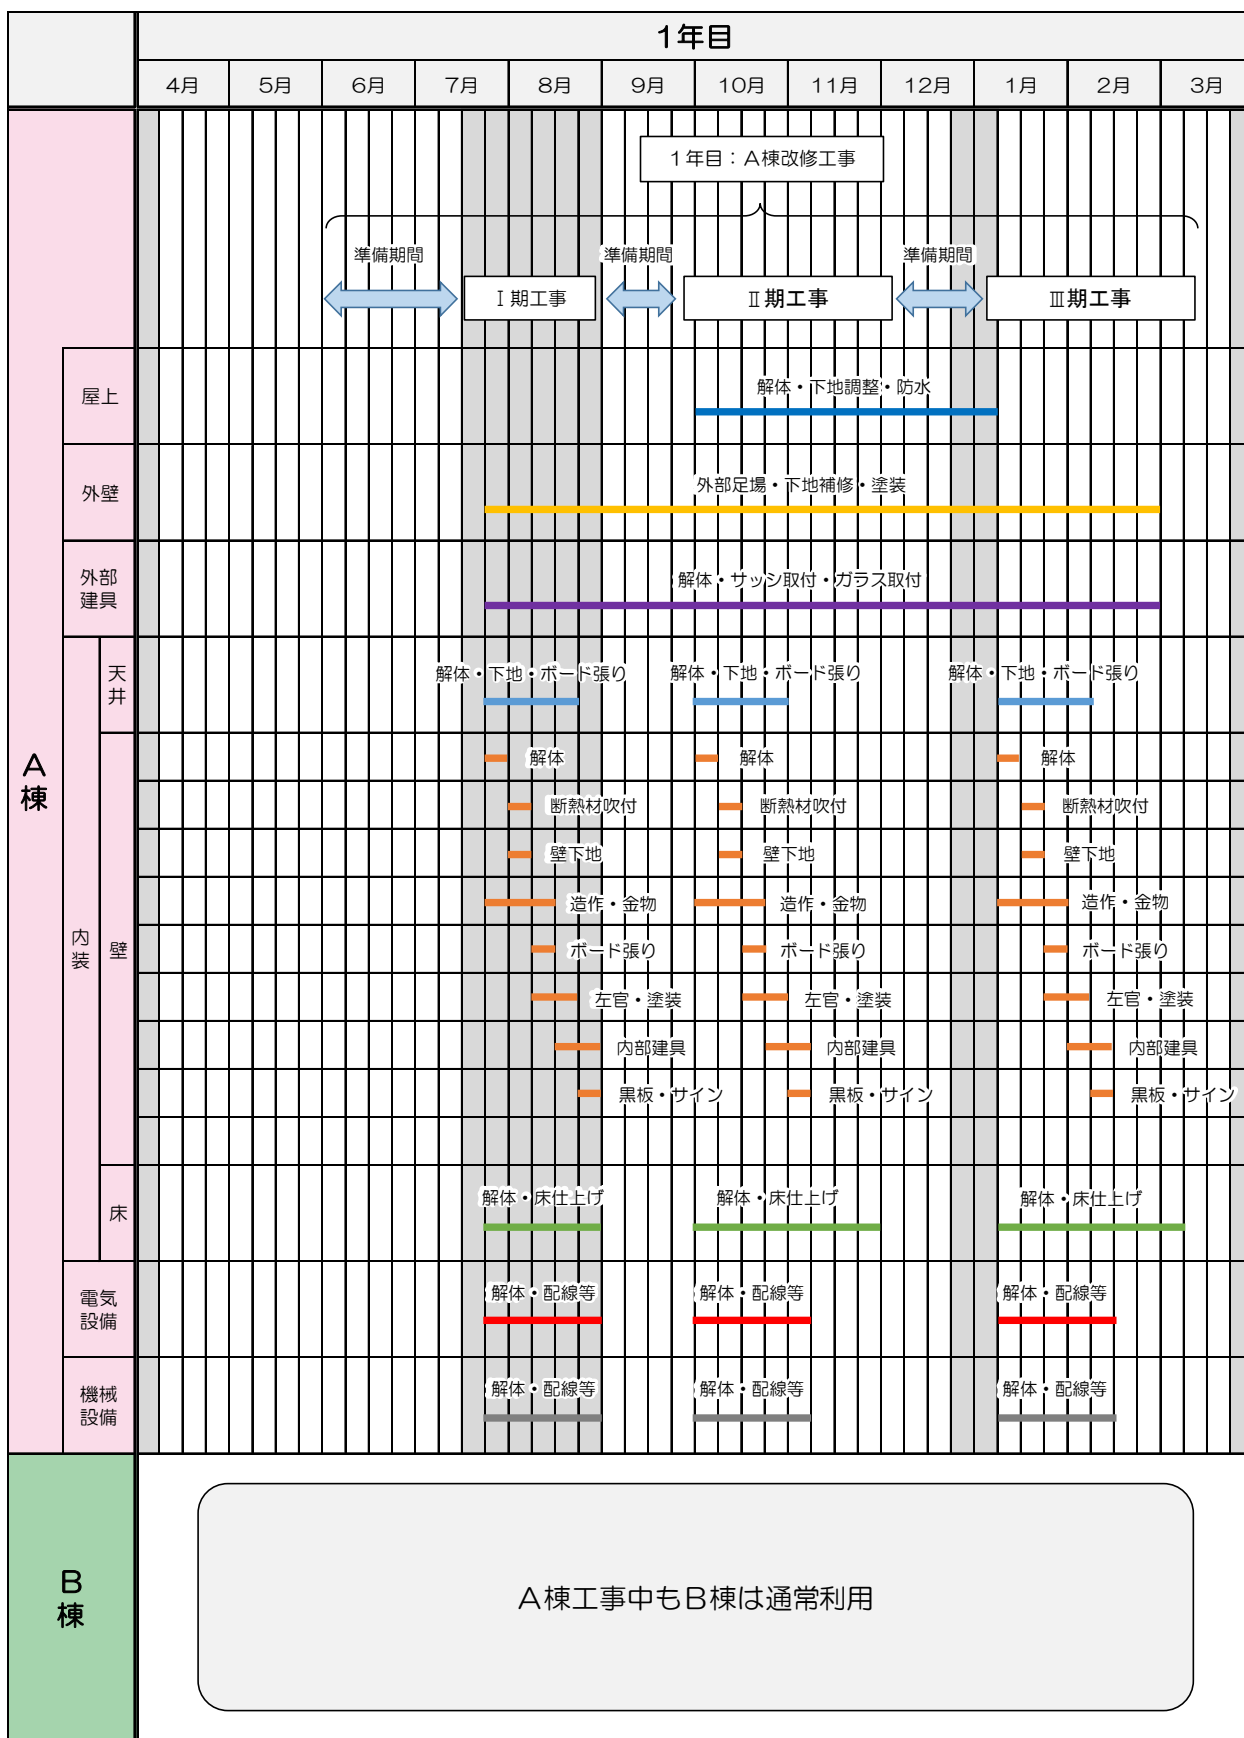 1年目
4月 5月 6月 7月 8月 9月 10月 11月 12月 1月 2月 3月
1年目：A棟改修工事
準備期間 準備期間 準備期間
Ⅰ期工事 Ⅱ期工事 Ⅲ期工事
A
棟
屋上
解体・下地調整・防水
外壁
外部足場・下地補修・塗装
外部
建具
解体・サッシ取付・ガラス取付
内
装
天
井
解体・下地・ボード張り 解体・下地・ボード張り 解体・下地・ボード張り
壁
解体 解体 解体
断熱材吹付 断熱材吹付 断熱材吹付
壁下地 壁下地 壁下地
造作・金物 造作・金物 造作・金物
ボード張り ボード張り ボード張り
左官・塗装 左官・塗装 左官・塗装
内部建具 内部建具 内部建具
黒板・サイン 黒板・サイン 黒板・サイン
床
解体・床仕上げ 解体・床仕上げ 解体・床仕上げ
電気
設備
解体・配線等 解体・配線等 解体・配線等
機械
設備
解体・配線等 解体・配線等 解体・配線等
B
棟
A棟工事中もB棟は通常利用